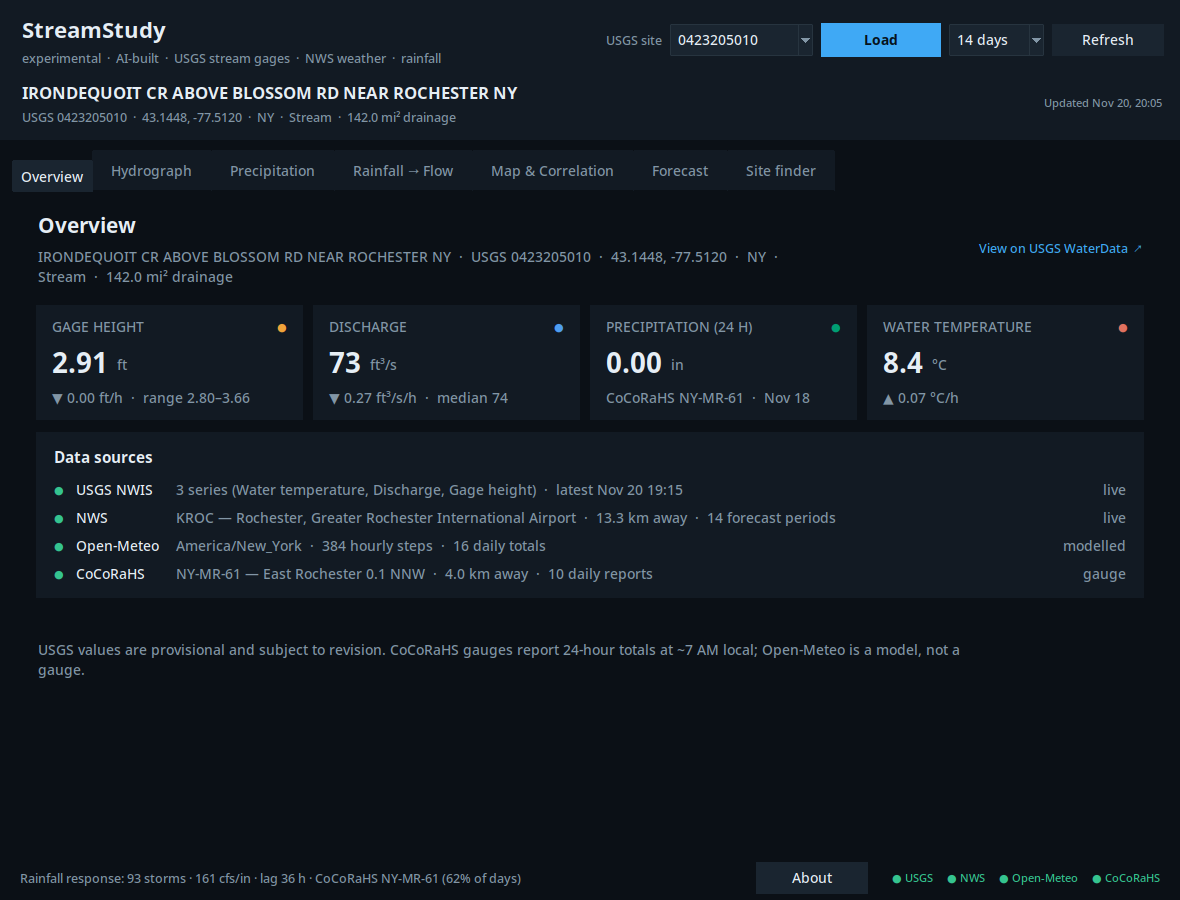 StreamStudy
experimental · AI-built · USGS stream gages · NWS weather · rainfall
USGS site 0423205010 Load 14 days Refresh
IRONDEQUOIT CR ABOVE BLOSSOM RD NEAR ROCHESTER NY
USGS 0423205010 · 43.1448, -77.5120 · NY · Stream · 142.0 mi² drainage
Updated Nov 20, 20:05
Overview Hydrograph Precipitation Rainfall → Flow Map & Correlation Forecast Site finder
Overview
IRONDEQUOIT CR ABOVE BLOSSOM RD NEAR ROCHESTER NY · USGS 0423205010 · 43.1448, -77.5120 · NY ·
Stream · 142.0 mi² drainage
View on USGS WaterData ↗
GAGE HEIGHT
2.91 ft
▼ 0.00 ft/h · range 2.80–3.66
DISCHARGE
73 ft³/s
▼ 0.27 ft³/s/h · median 74
PRECIPITATION (24 H)
0.00 in
CoCoRaHS NY-MR-61 · Nov 18
WATER TEMPERATURE
8.4 °C
▲ 0.07 °C/h
Data sources
USGS NWIS 3 series (Water temperature, Discharge, Gage height) · latest Nov 20 19:15 live
NWS KROC — Rochester, Greater Rochester International Airport · 13.3 km away · 14 forecast periods live
Open-Meteo America/New_York · 384 hourly steps · 16 daily totals modelled
CoCoRaHS NY-MR-61 — East Rochester 0.1 NNW · 4.0 km away · 10 daily reports gauge
USGS values are provisional and subject to revision. CoCoRaHS gauges report 24-hour totals at ~7 AM local; Open-Meteo is a model, not a
gauge.
Rainfall response: 93 storms · 161 cfs/in · lag 36 h · CoCoRaHS NY-MR-61 (62% of days)
About
USGS NWS Open-Meteo CoCoRaHS